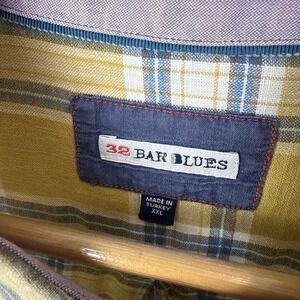 32 BAR BLUES
MADE IN
TURKEY
XXL